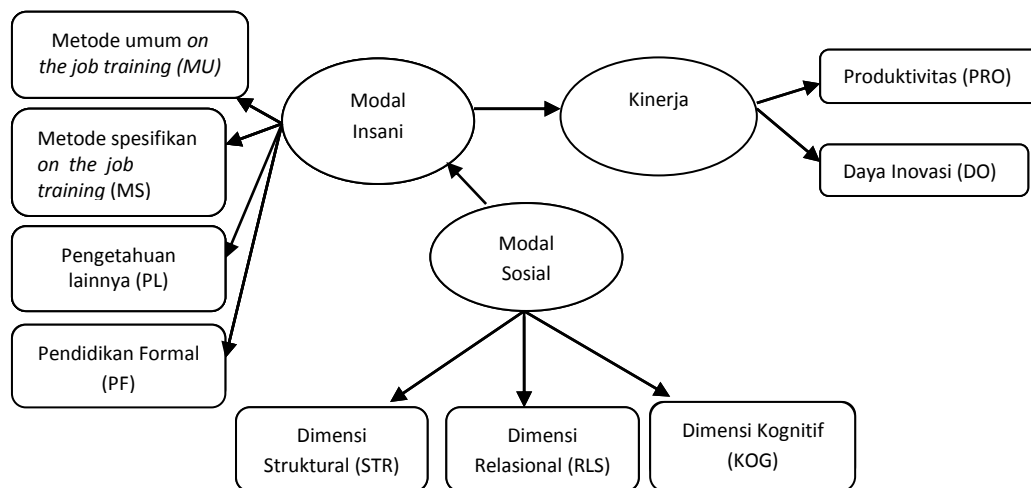 Metode umum on
the job training (MU)
Metode spesifikan
on the job
training (MS)
Pengetahuan
lainnya (PL)
Pendidikan Formal
(PF)
Modal
Insani
Kinerja
Produktivitas (PRO)
Daya Inovasi (DO)
Modal
Sosial
Dimensi
Struktural (STR)
Dimensi
Relasional (RLS)
Dimensi Kognitif
(KOG)